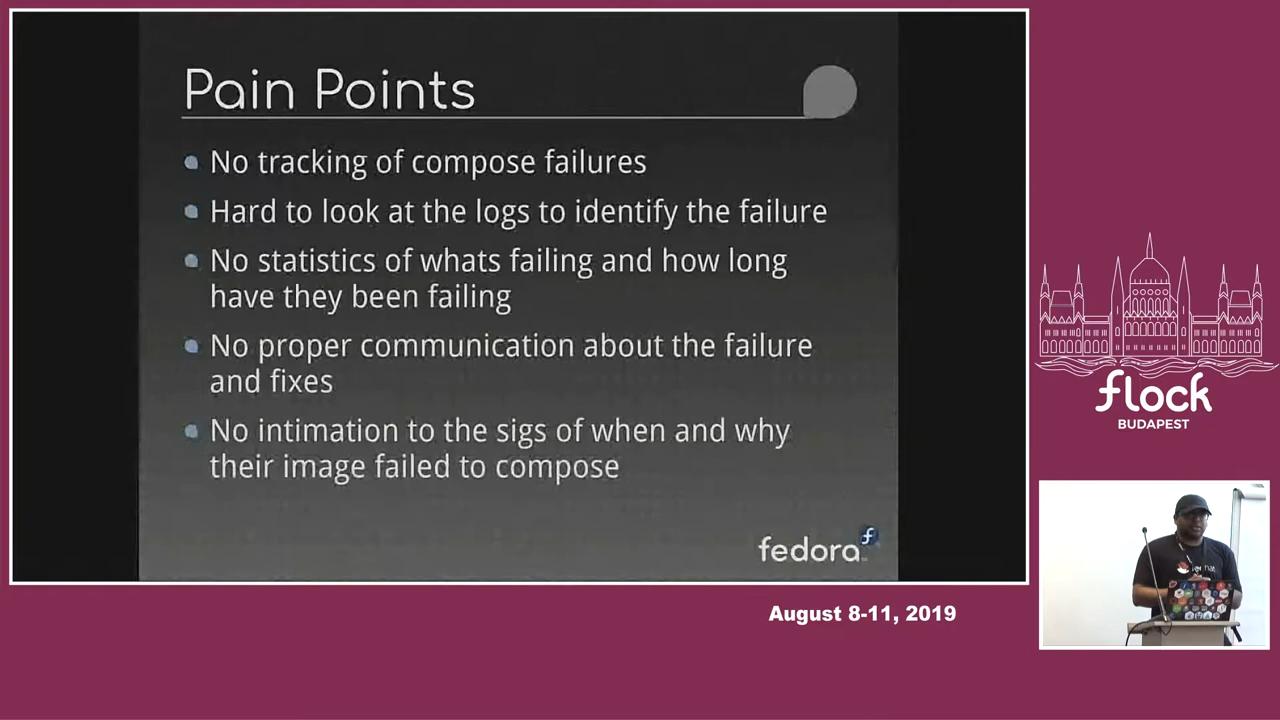 Pain Points
No tracking of compose failures
Hard to look at the logs to identify the failure
No statistics of whats failing and how long
have they been failing
No proper communication about the failure
and fixes
No intimation to the sigs of when and why
their image failed to compose
fedora
flock
BUDAPEST
August 8-11, 2019